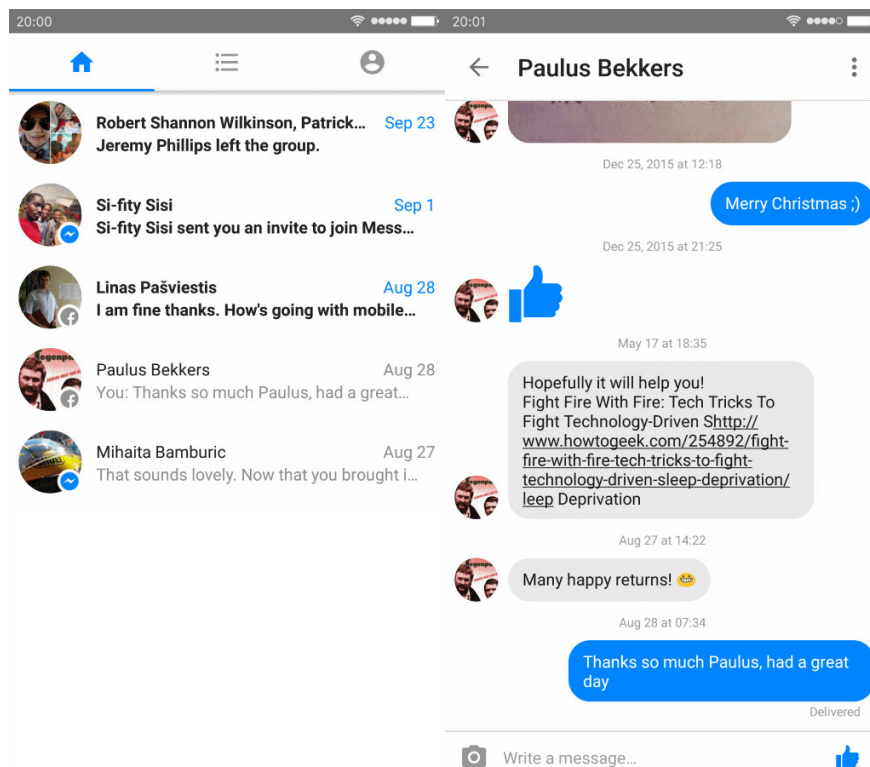 20:00
Robert Shannon Wilkinson, Patrick... Sep 23
Jeremy Phillips left the group.
Si-fity Sisi Sep 1
Si-fity Sisi sent you an invite to join Mess...
Linas Pašviestis Aug 28
I am fine thanks. How's going with mobile...
Paulus Bekkers Aug 28
You: Thanks so much Paulus, had a great...
Mihaita Bamburic Aug 27
That sounds lovely. Now that you brought i...
20:01
Paulus Bekkers
Dec 25, 2015 at 12:18
Merry Christmas ;)
Dec 25, 2015 at 21:25
May 17 at 18:35
Hopefully it will help you!
Fight Fire With Fire: Tech Tricks To
Fight Technology-Driven Shttp://
www.howtogeek.com/254892/fight-
fire-with-fire-tech-tricks-to-fight-
technology-driven-sleep-deprivation/
leep Deprivation
Aug 27 at 14:22
Many happy returns! 😁
Aug 28 at 07:34
Thanks so much Paulus, had a great
day
Delivered
Write a message...